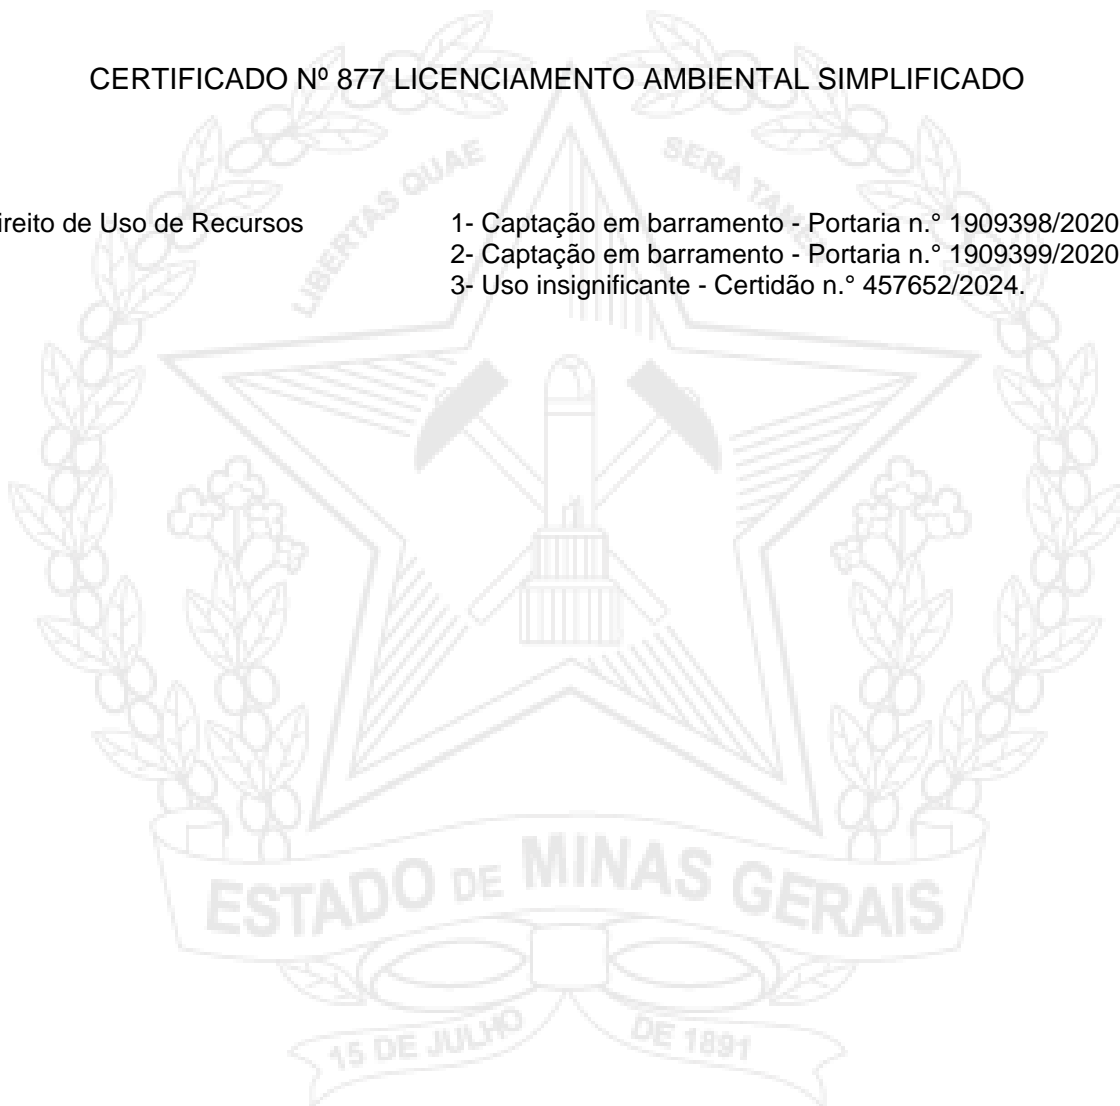 CERTIFICADO Nº 877 LICENCIAMENTO AMBIENTAL SIMPLIFICADO
ireito de Uso de Recursos
1- Captação em barramento - Portaria n.° 1909398/2020
2- Captação em barramento - Portaria n.° 1909399/2020
3- Uso insignificante - Certidão n.° 457652/2024.
LIBERTAS QUAE SERA TAMEN
ESTADO DE MINAS GERAIS
15 DE JULHO DE 1891